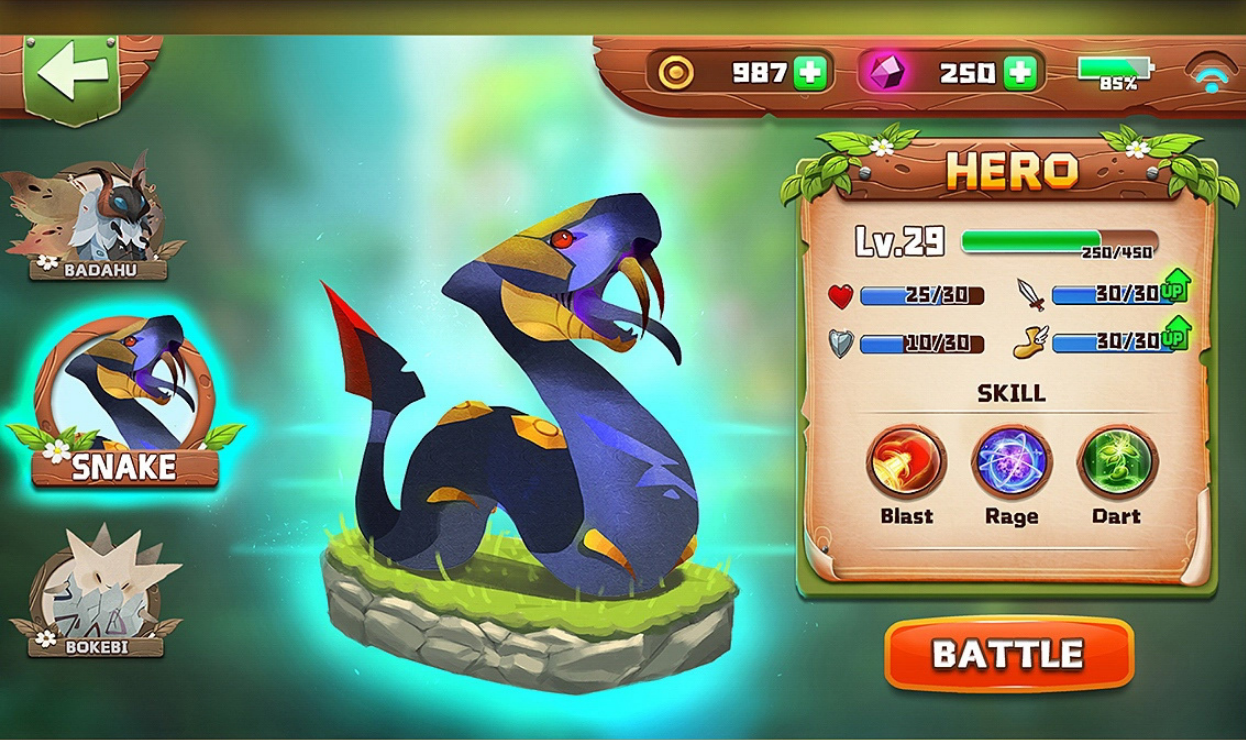 987
250
85%
BADAHU
SNAKE
BOKEBI
HERO
Lv.29
250/450
25/30
30/30 UP
10/30
30/30 UP
SKILL
Blast Rage Dart
BATTLE